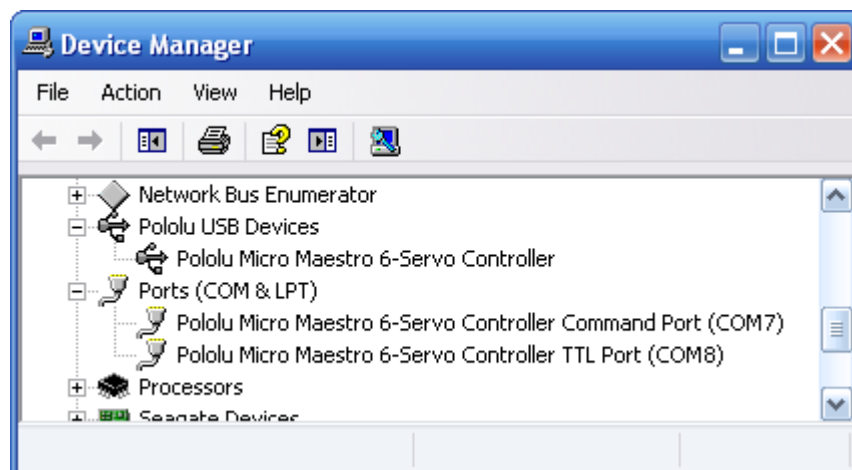 Device Manager
File Action View Help
Network Bus Enumerator
Pololu USB Devices
Pololu Micro Maestro 6-Servo Controller
Ports (COM & LPT)
Pololu Micro Maestro 6-Servo Controller Command Port (COM7)
Pololu Micro Maestro 6-Servo Controller TTL Port (COM8)
Processors
Seagate Devices